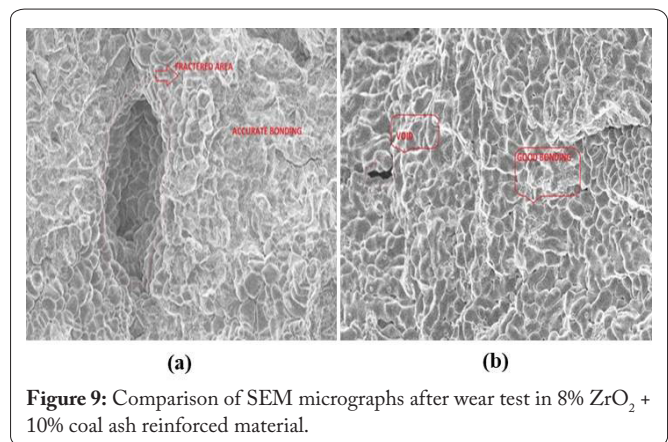 FRACTERED AREA
ACCURATE BONDING
VOID
GOOD BONDING
(a)
(b)
Figure 9: Comparison of SEM micrographs after wear test in 8% ZrO₂ +
10% coal ash reinforced material.